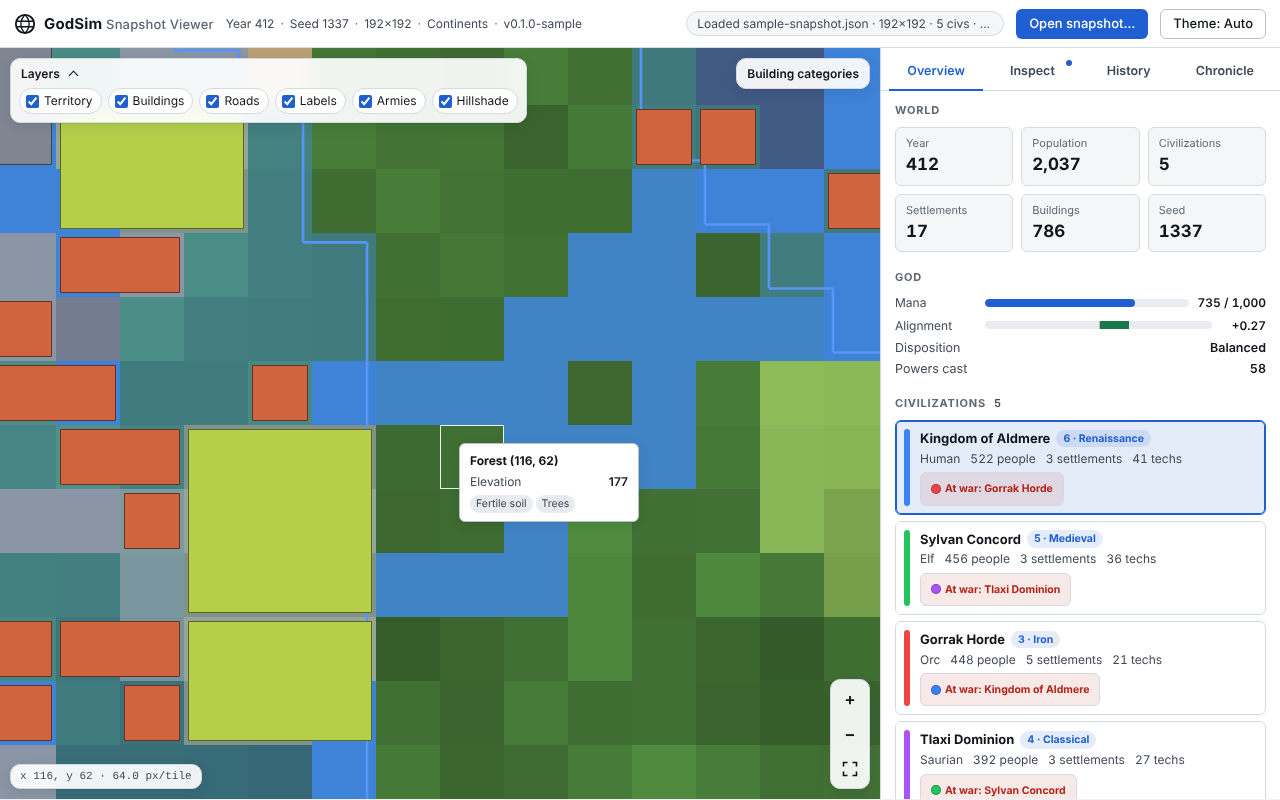 GodSim Snapshot Viewer Year 412 · Seed 1337 · 192×192 · Continents · v0.1.0-sample Loaded sample-snapshot.json · 192×192 · 5 civs · ... Open snapshot... Theme: Auto
Layers
Territory Buildings Roads Labels Armies Hillshade
Building categories
Forest (116, 62)
Elevation 177
Fertile soil Trees
+
−
x 116, y 62 · 64.0 px/tile
Overview Inspect History Chronicle
WORLD
Year Population Civilizations
412 2,037 5
Settlements Buildings Seed
17 786 1337
GOD
Mana 735 / 1,000
Alignment +0.27
Disposition Balanced
Powers cast 58
CIVILIZATIONS 5
Kingdom of Aldmere 6 · Renaissance
Human 522 people 3 settlements 41 techs
At war: Gorrak Horde
Sylvan Concord 5 · Medieval
Elf 456 people 3 settlements 36 techs
At war: Tlaxi Dominion
Gorrak Horde 3 · Iron
Orc 448 people 5 settlements 21 techs
At war: Kingdom of Aldmere
Tlaxi Dominion 4 · Classical
Saurian 392 people 3 settlements 27 techs
At war: Sylvan Concord